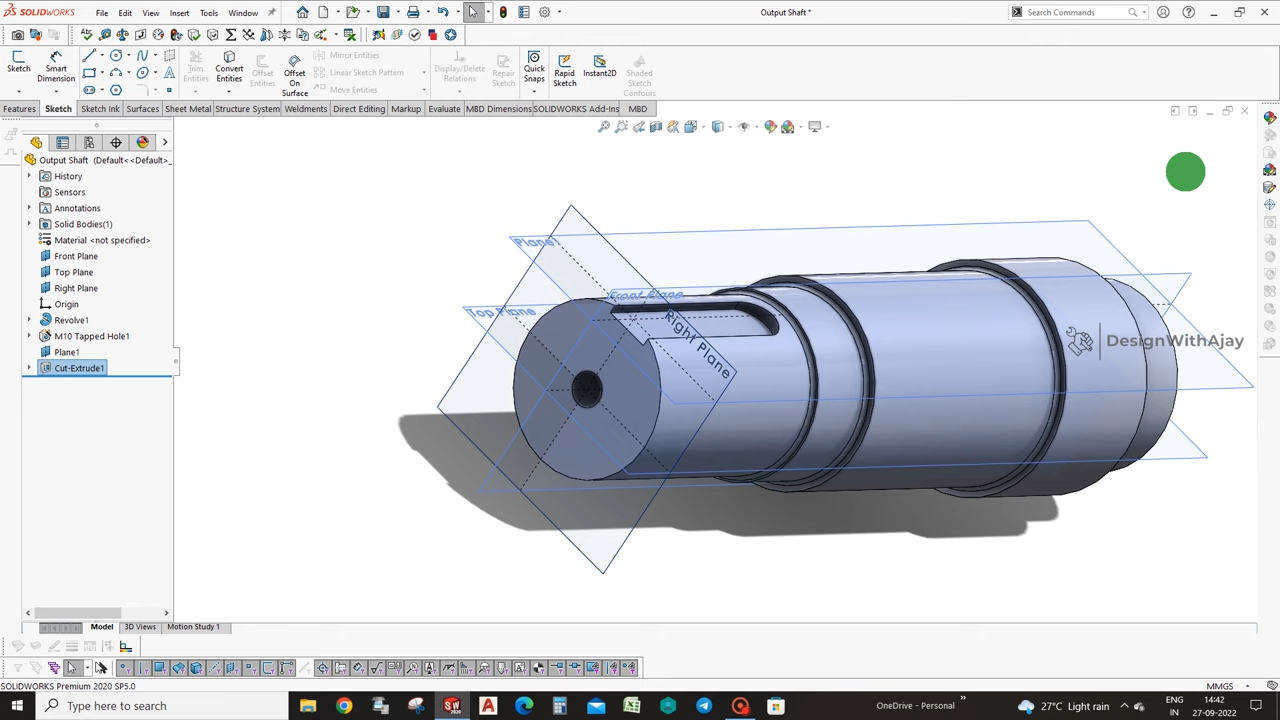 SOLIDWORKS
File
Edit
View
Insert
Tools
Window
Output Shaft *
Search Commands
Sketch
Smart
Dimension
Trim
Entities
Convert
Entities
Offset
Entities
Offset
On
Surface
Mirror Entities
Linear Sketch Pattern
Move Entities
Display/Delete
Relations
Repair
Sketch
Quick
Snaps
Rapid
Sketch
Instant2D
Shaded
Sketch
Contours
Features
Sketch
Sketch Ink
Surfaces
Sheet Metal
Structure System
Weldments
Direct Editing
Markup
Evaluate
MBD Dimensions
SOLIDWORKS Add-Ins
MBD
Output Shaft (Default<<Default>_
History
Sensors
Annotations
Solid Bodies(1)
Material <not specified>
Front Plane
Top Plane
Right Plane
Origin
Revolve1
M10 Tapped Hole1
Plane1
Cut-Extrude1
Plane
Front Plane
Top Plane
Right Plane
DesignWithAjay
Model
3D Views
Motion Study 1
SOLIDWORKS Premium 2020 SP5.0
MMGS
Type here to search
OneDrive - Personal
27°C Light rain
ENG
IN
14:42
27-09-2022